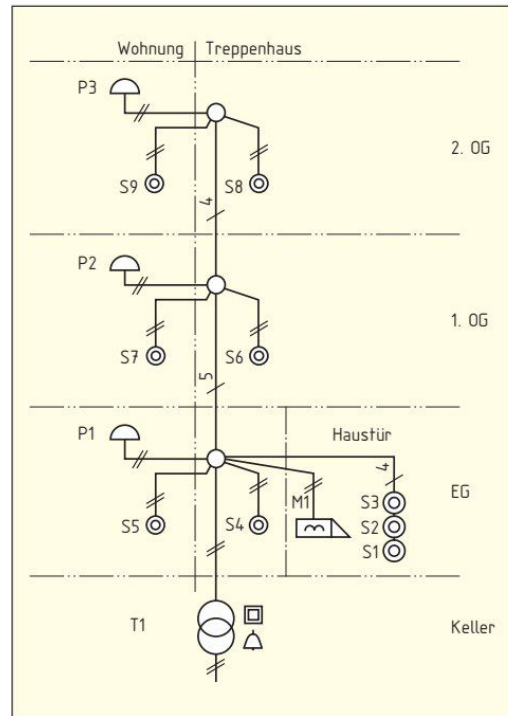 Wohnung Treppenhaus
P3
S9 S8 2. OG
4
P2
S7 S6 1. OG
5
P1 Haustür
4
M1 S3 EG
S5 S4 S2
S1
T1 Keller